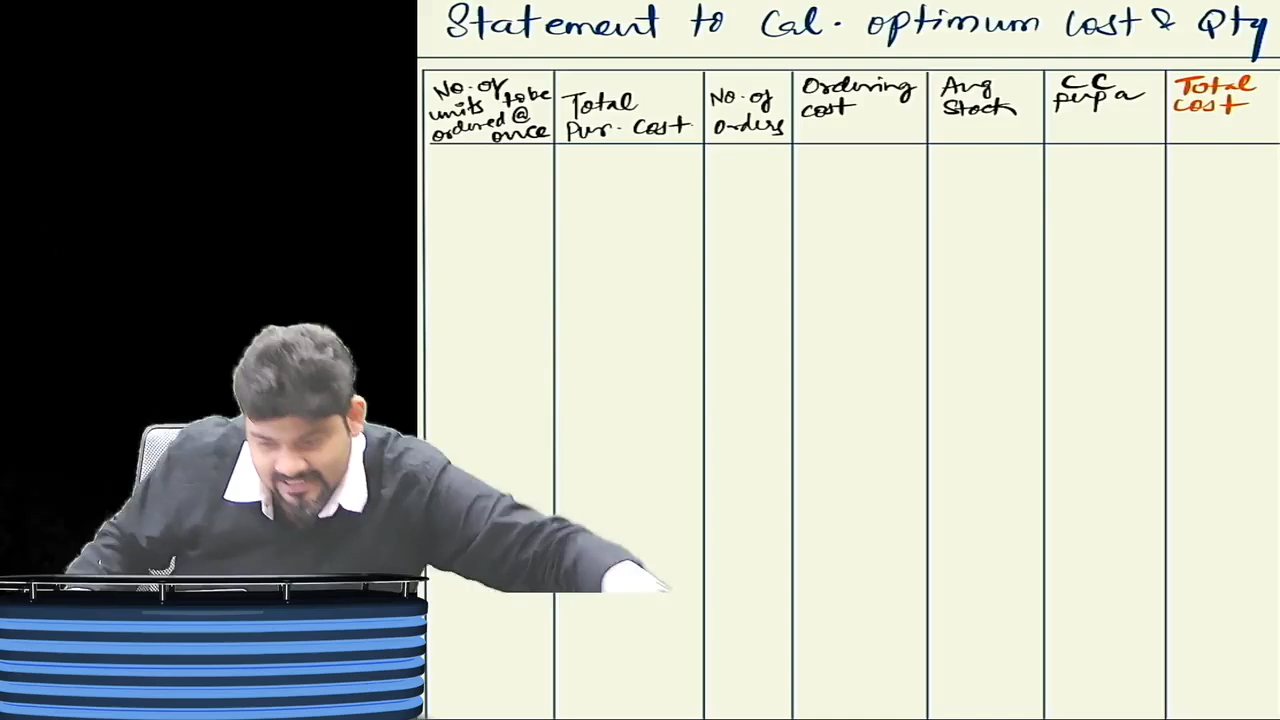 Statement to Cal. optimum Cost & Qty
No. of
units to be
ordered @
once
Total
Pur. Cost
No. of
orders
Ordering
cost
Avg
Stock
C C
pupa
Total
cost